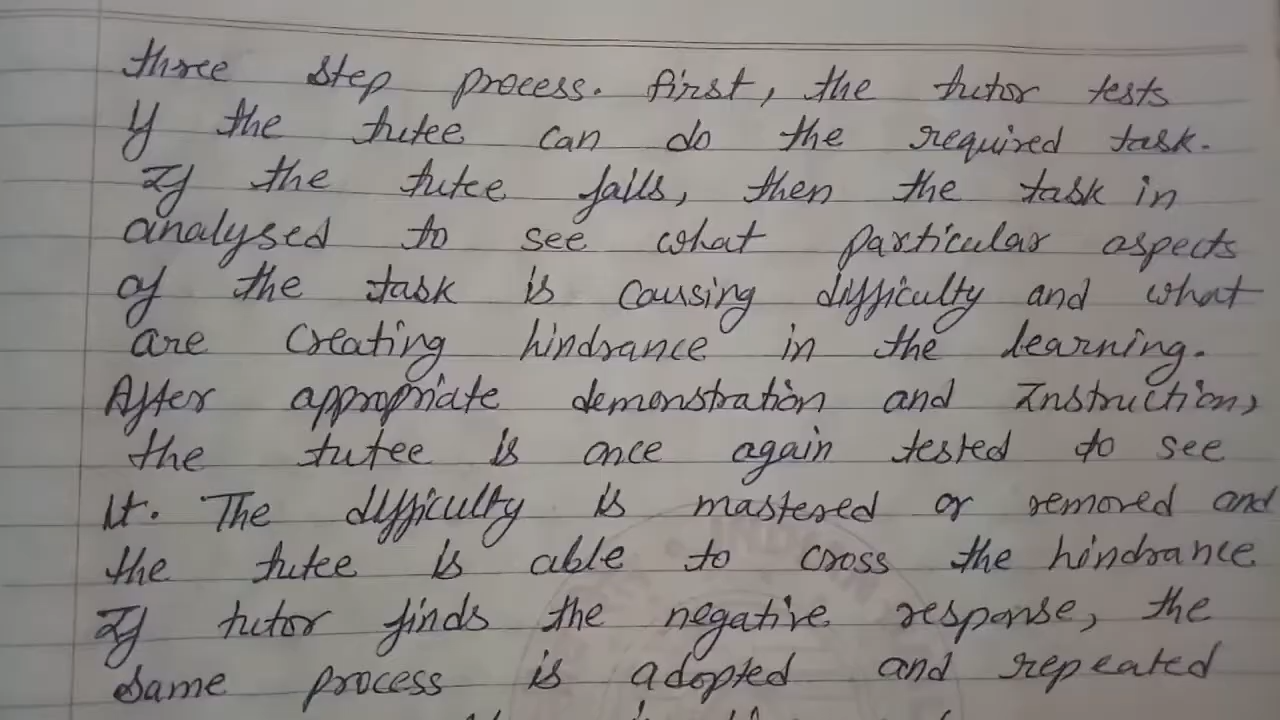 three step process. first, the tutor tests
If the tutee can do the required task.
If the tutee fails, then the task in
analysed to see what particular aspects
of the task is causing difficulty and what
are creating hindrance in the learning.
After appropriate demonstration and Instruction,
the tutee is once again tested to see
It. The difficulty is mastered or removed and
the tutee is able to cross the hindrance
If tutor finds the negative response, the
same process is adopted and repeated